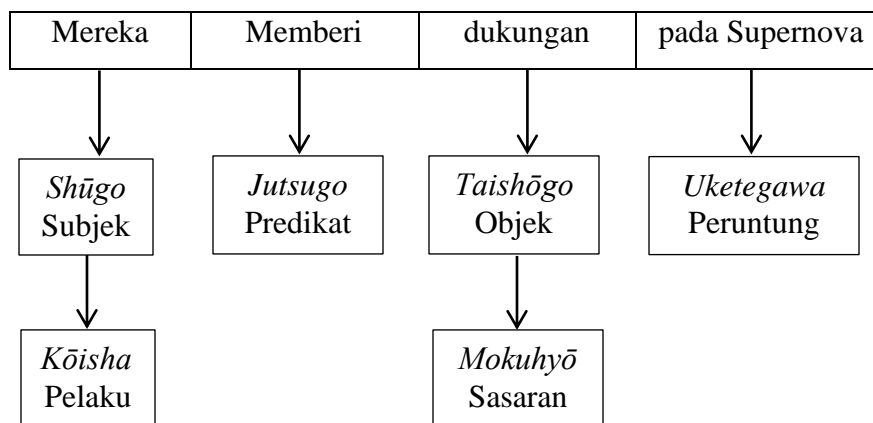 Mereka Memberi dukungan pada Supernova
Shūgo
Subjek
Jutsugo
Predikat
Taishōgo
Objek
Uketegawa
Peruntung
Kōisha
Pelaku
Mokuhyō
Sasaran